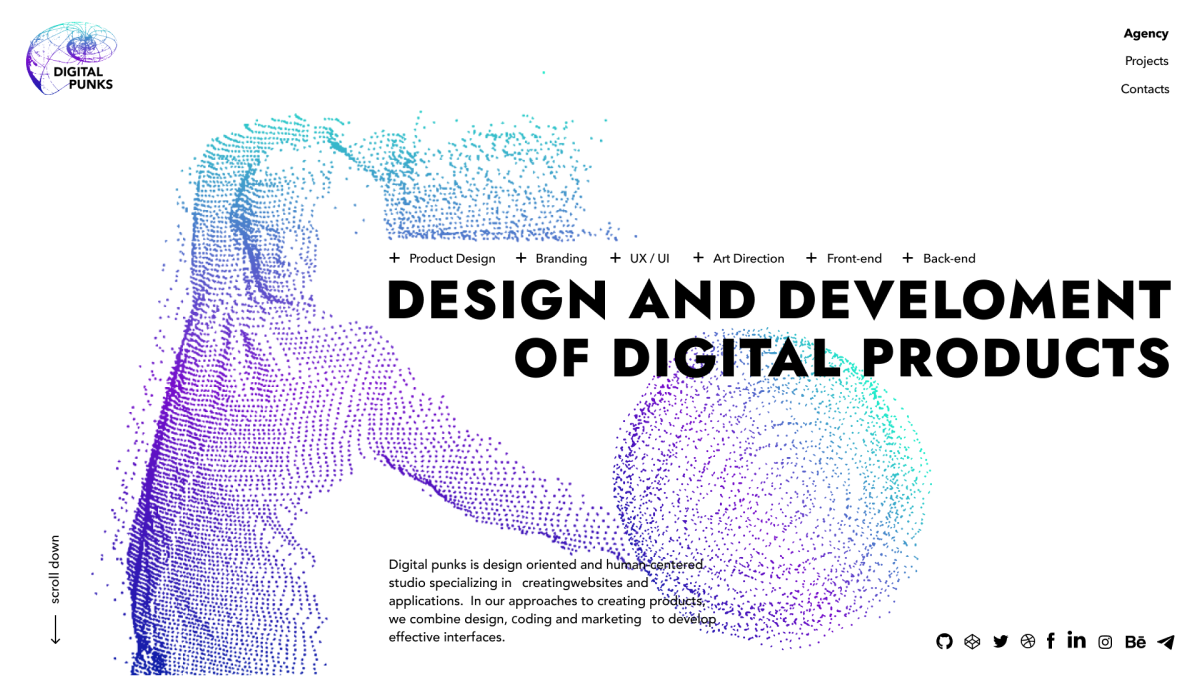 DIGITAL
PUNKS
Agency
Projects
Contacts
+ Product Design + Branding + UX / UI + Art Direction + Front-end + Back-end
DESIGN AND DEVELOMENT
OF DIGITAL PRODUCTS
scroll down
Digital punks is design oriented and human-centered
studio specializing in creatingwebsites and
applications. In our approaches to creating products,
we combine design, coding and marketing to develop
effective interfaces.
f in Bē